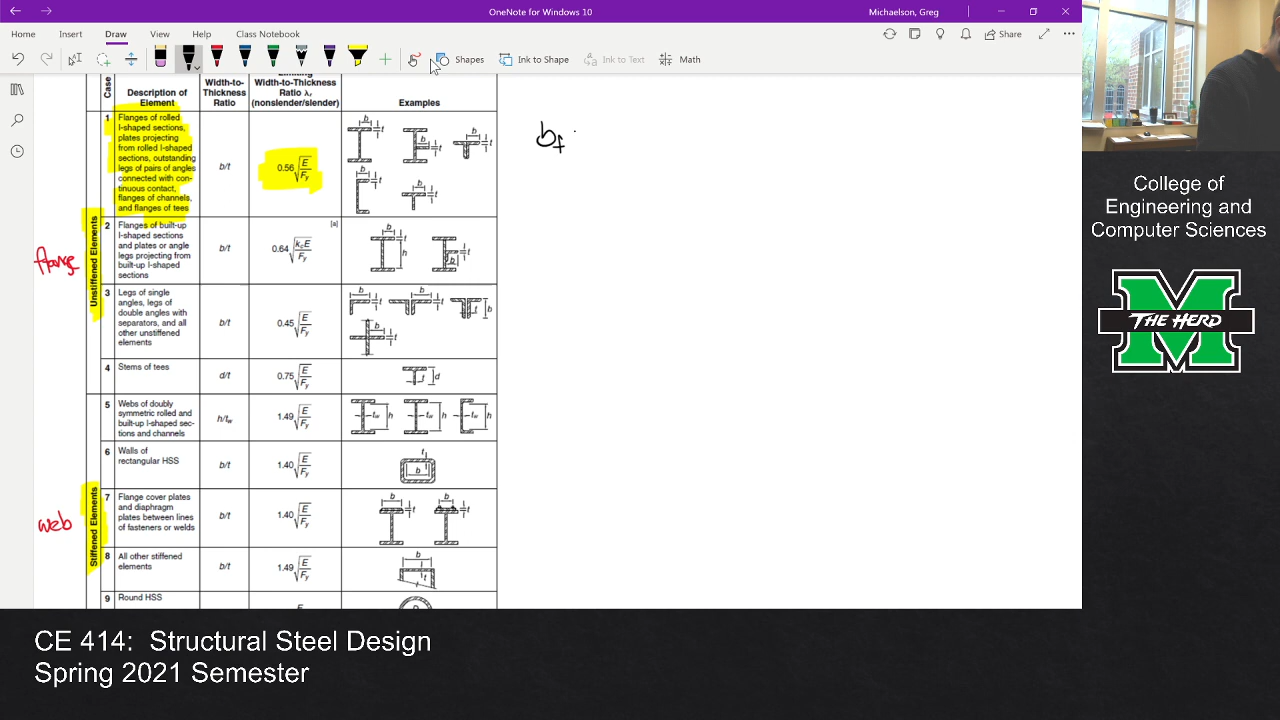 OneNote for Windows 10
Michaelson, Greg
Home Insert Draw View Help Class Notebook
Share
Shapes
Ink to Shape
Ink to Text
Math
Case
Description of Element
Width-to-Thickness Ratio
Width-to-Thickness Ratio λr (nonslender/slender)
Examples
Unstiffened Elements
1
Flanges of rolled
I-shaped sections,
plates projecting
from rolled I-shaped
sections, outstanding
legs of pairs of angles
connected with con-
tinuous contact,
flanges of channels,
and flanges of tees
b/t
0.56 √E/Fy
b t b t b t
b t b t
2
Flanges of built-up
I-shaped sections
and plates or angle
legs projecting from
built-up I-shaped
sections
b/t
[a]
0.64 √kcE/Fy
b t h b t
3
Legs of single
angles, legs of
double angles with
separators, and all
other unstiffened
elements
b/t
0.45 √E/Fy
b t b t t b
b t
4
Stems of tees
d/t
0.75 √E/Fy
t d
Stiffened Elements
5
Webs of doubly
symmetric rolled and
built-up I-shaped sec-
tions and channels
h/tw
1.49 √E/Fy
tw h tw h tw h
6
Walls of
rectangular HSS
b/t
1.40 √E/Fy
t b
7
Flange cover plates
and diaphragm
plates between lines
of fasteners or welds
b/t
1.40 √E/Fy
b t b t
8
All other stiffened
elements
b/t
1.49 √E/Fy
b t
9
Round HSS
E
flange
web
bf
College of
Engineering and
Computer Sciences
M
THE HERD
CE 414: Structural Steel Design
Spring 2021 Semester